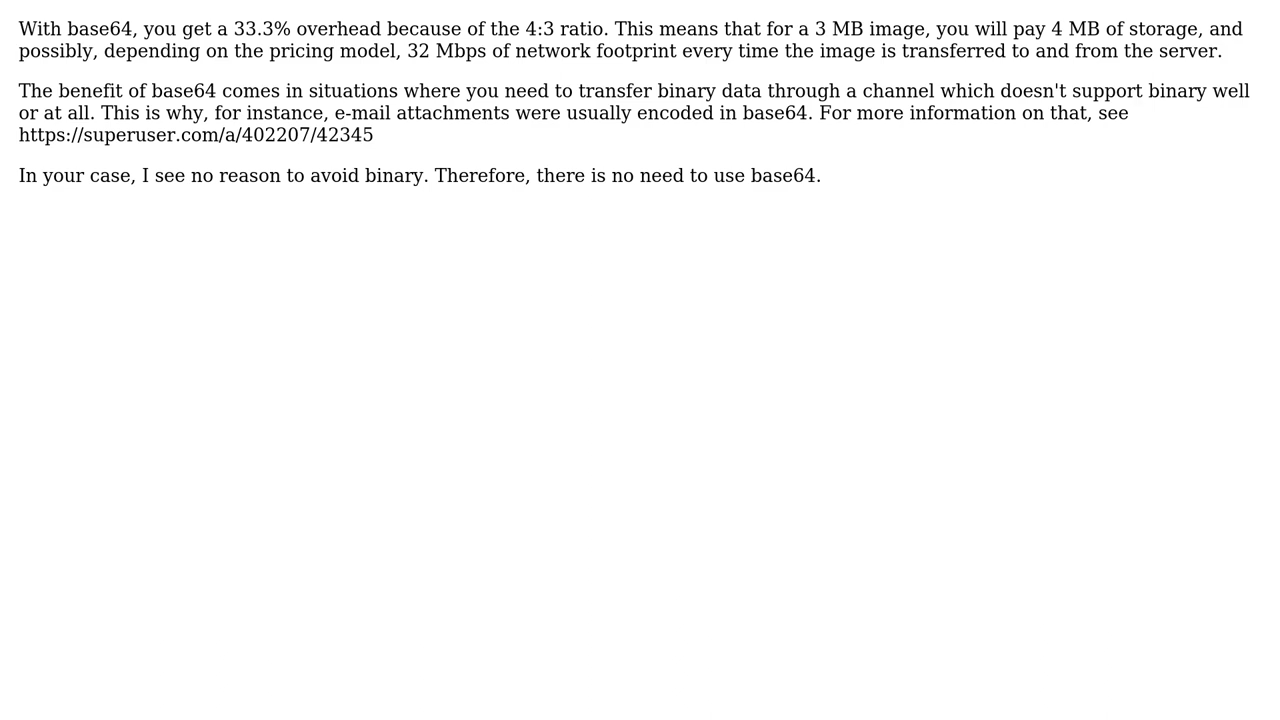 With base64, you get a 33.3% overhead because of the 4:3 ratio. This means that for a 3 MB image, you will pay 4 MB of storage, and
possibly, depending on the pricing model, 32 Mbps of network footprint every time the image is transferred to and from the server.
The benefit of base64 comes in situations where you need to transfer binary data through a channel which doesn't support binary well
or at all. This is why, for instance, e-mail attachments were usually encoded in base64. For more information on that, see
https://superuser.com/a/402207/42345
In your case, I see no reason to avoid binary. Therefore, there is no need to use base64.